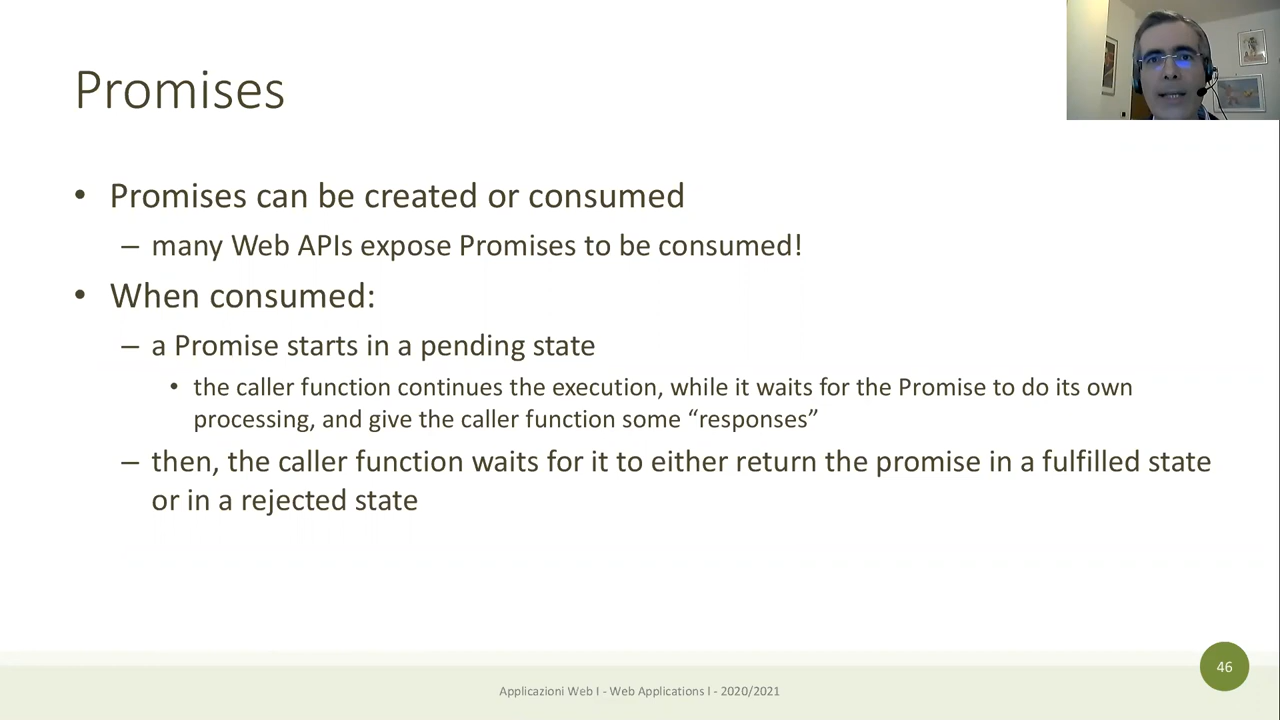 Promises
• Promises can be created or consumed
– many Web APIs expose Promises to be consumed!
• When consumed:
– a Promise starts in a pending state
• the caller function continues the execution, while it waits for the Promise to do its own
processing, and give the caller function some “responses”
– then, the caller function waits for it to either return the promise in a fulfilled state
or in a rejected state
46
Applicazioni Web I - Web Applications I - 2020/2021